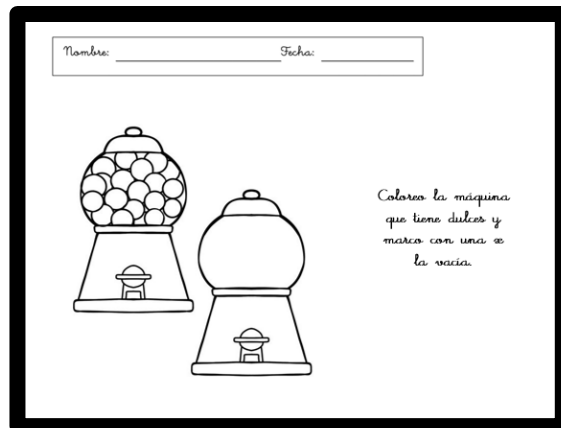 Nombre: Fecha:
Coloreo la máquina
que tiene dulces y
marco con una x
la vacía.